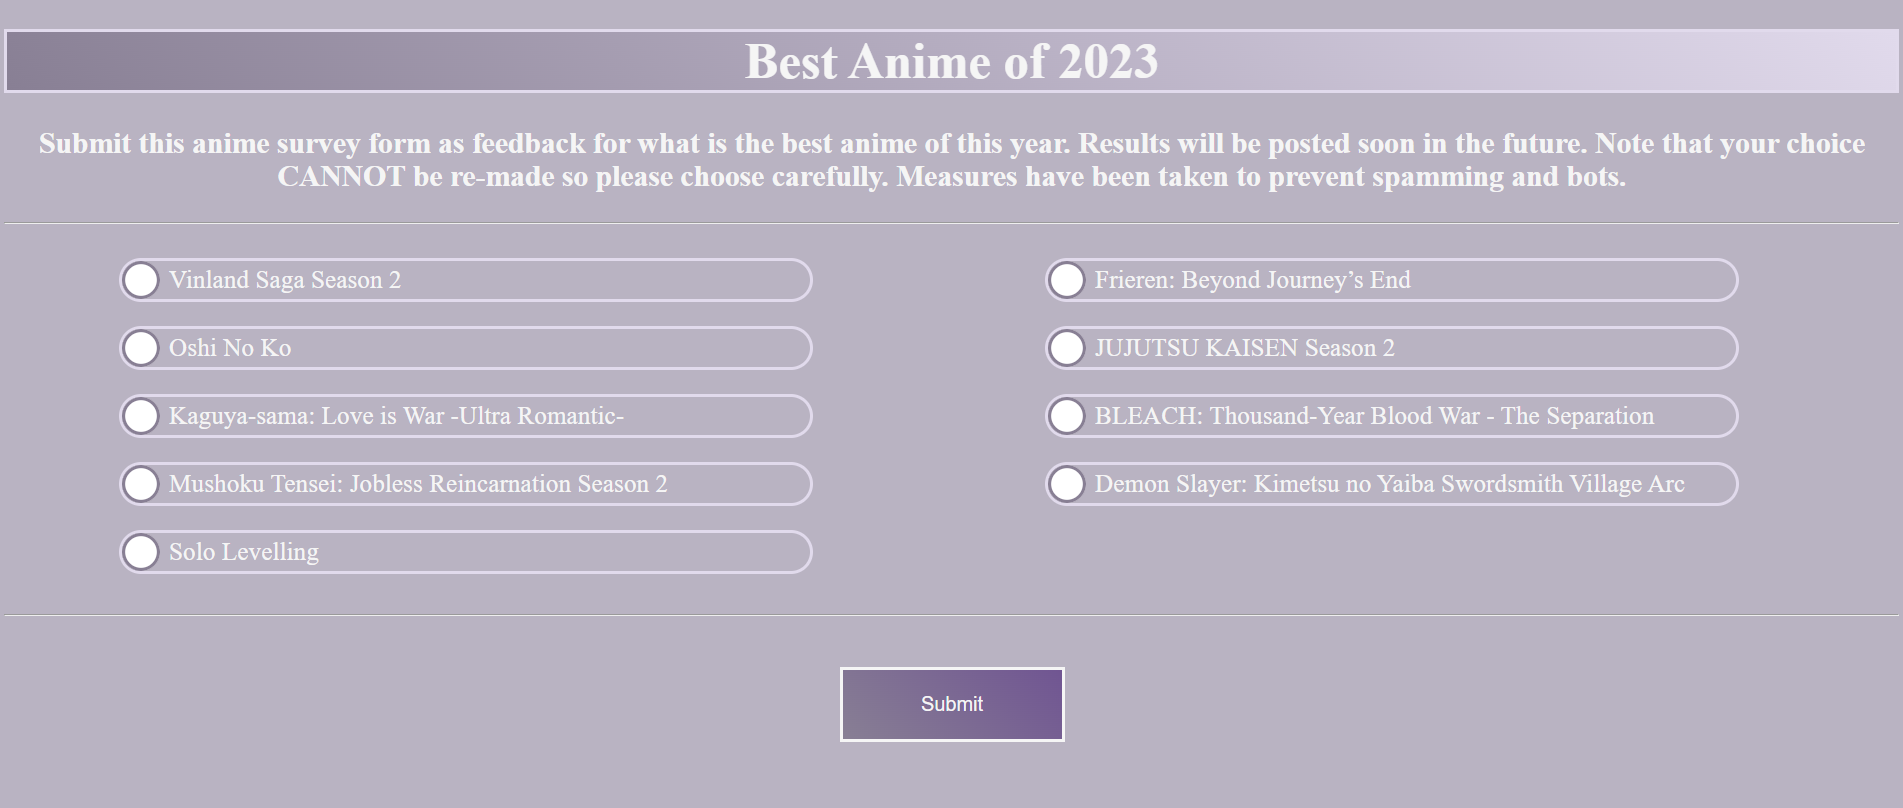 Best Anime of 2023
Submit this anime survey form as feedback for what is the best anime of this year. Results will be posted soon in the future. Note that your choice
CANNOT be re-made so please choose carefully. Measures have been taken to prevent spamming and bots.
Vinland Saga Season 2
Frieren: Beyond Journey’s End
Oshi No Ko
JUJUTSU KAISEN Season 2
Kaguya-sama: Love is War -Ultra Romantic-
BLEACH: Thousand-Year Blood War - The Separation
Mushoku Tensei: Jobless Reincarnation Season 2
Demon Slayer: Kimetsu no Yaiba Swordsmith Village Arc
Solo Levelling
Submit